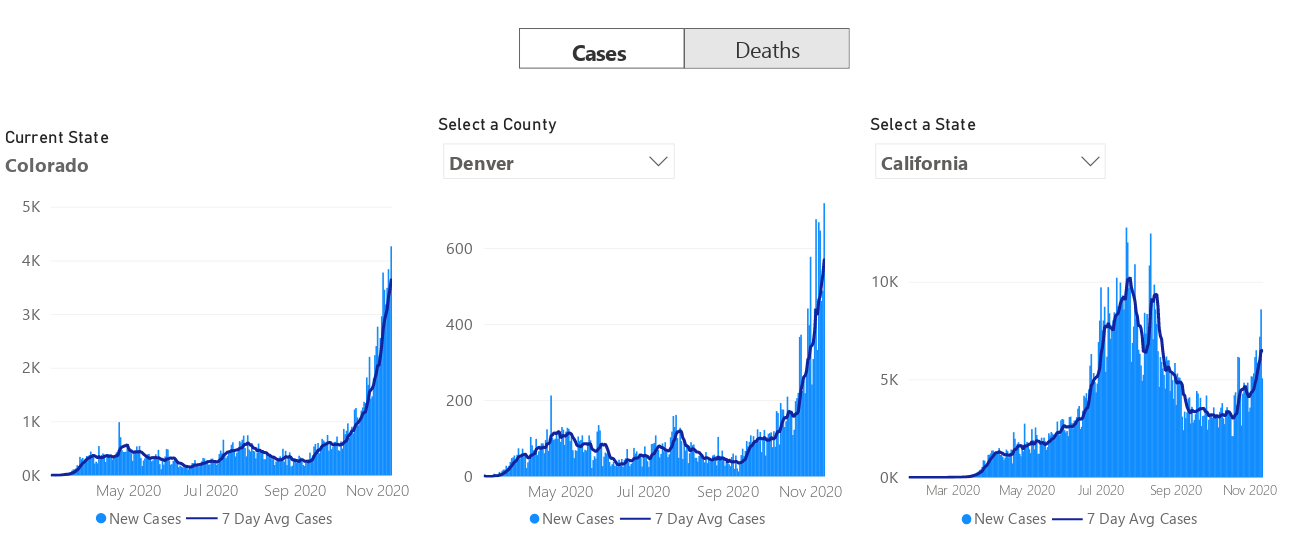 Cases Deaths
Current State
Colorado
5K
4K
3K
2K
1K
0K
May 2020 Jul 2020 Sep 2020 Nov 2020
New Cases 7 Day Avg Cases
Select a County
Denver
600
400
200
0
May 2020 Jul 2020 Sep 2020 Nov 2020
New Cases 7 Day Avg Cases
Select a State
California
10K
5K
0K
Mar 2020 May 2020 Jul 2020 Sep 2020 Nov 2020
New Cases 7 Day Avg Cases